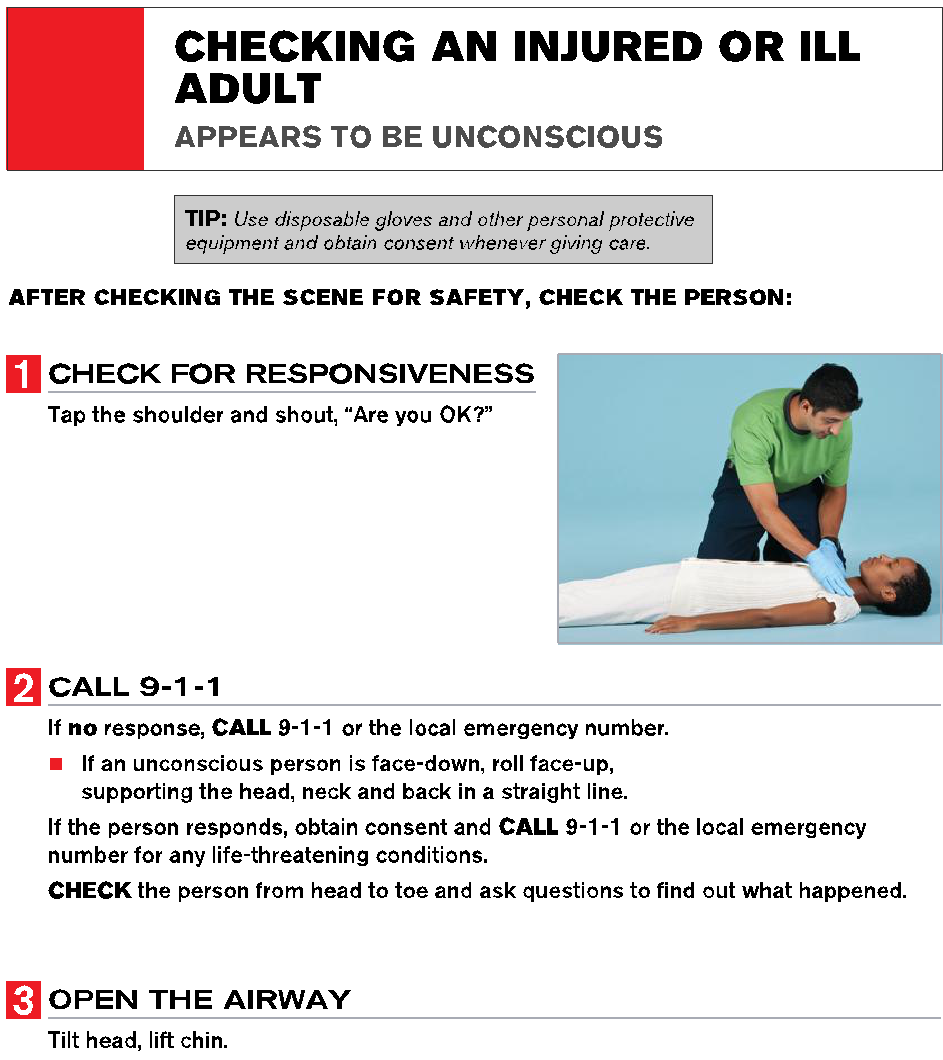 CHECKING AN INJURED OR ILL
ADULT
APPEARS TO BE UNCONSCIOUS
TIP: Use disposable gloves and other personal protective
equipment and obtain consent whenever giving care.
AFTER CHECKING THE SCENE FOR SAFETY, CHECK THE PERSON:
1 CHECK FOR RESPONSIVENESS
Tap the shoulder and shout, “Are you OK?”
2 CALL 9-1-1
If no response, CALL 9-1-1 or the local emergency number.
■ If an unconscious person is face-down, roll face-up,
supporting the head, neck and back in a straight line.
If the person responds, obtain consent and CALL 9-1-1 or the local emergency
number for any life-threatening conditions.
CHECK the person from head to toe and ask questions to find out what happened.
3 OPEN THE AIRWAY
Tilt head, lift chin.